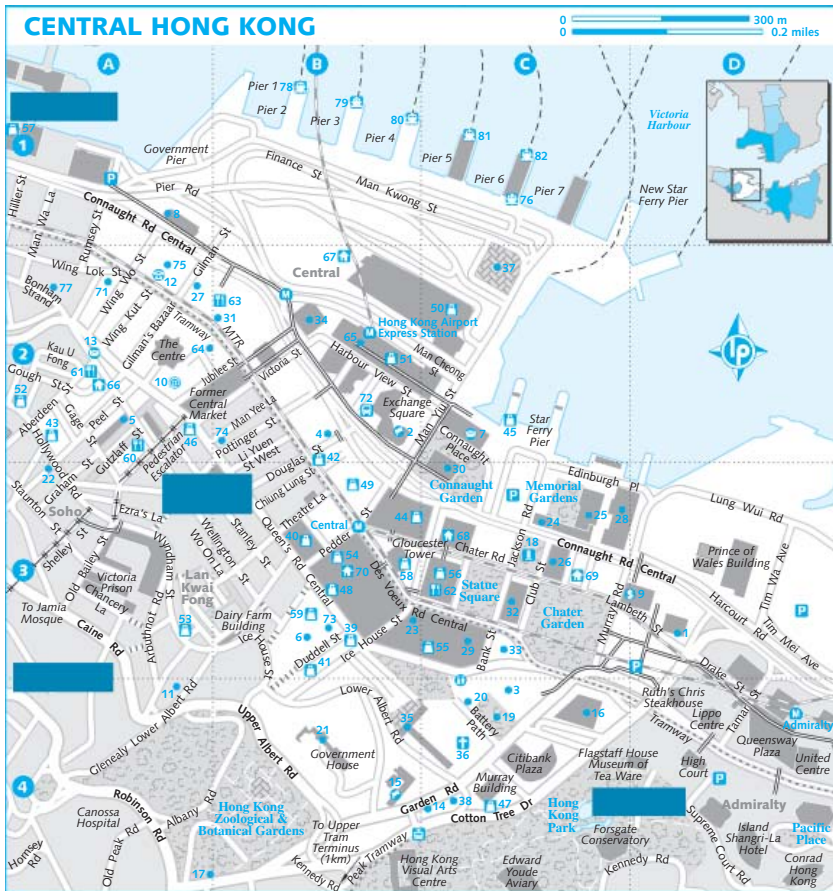 CENTRAL HONG KONG
0 300 m
0 0.2 miles
A
B
C
D
1
2
3
4
Pier 1
78
Pier 2
79
Pier 3
80
Pier 4
81
Pier 5
82
Pier 6
76
Pier 7
Victoria
Harbour
New Star
Ferry Pier
57
P
Government
Pier
Pier Rd
Finance St
Man Kwong St
Hillier St
Man Wa La
Rumsey St
Connaught Rd Central
8
Gilman St
67
Central
37
Wing Lok St
Wing Wo St
75
12
Bonham
Strand
77
71
27
63
31
Wing Kut St
Gilman's Bazaar
Tramway
MTR
M
34
50
M
Hong Kong Airport
Express Station
65
51
Man Cheong
St
Harbour View St
Kau U
Fong
13
The
Centre
64
Jubilee St
Victoria St
61
66
10
Gough St
St
52
Former
Central
Market
72
Exchange
Square
2
Man Yiu St
7
Connaught
Place
45
Star
Ferry
Pier
Aberdeen
43
Gage St
Peel St
5
46
74
Man Yee La
Pottinger St
Li Yuen
St West
4
42
Douglas St
30
Hollywood Rd
22
Graham St
Gutzlaff St
60
Pedestrian
Escalator
Chiung Lung St
49
Connaught
Garden
P
Memorial
Gardens
Edinburgh Pl
Lung Wui Rd
Staunton St
Soho
Shelley St
Ezra's La
Wyndham St
Wellington St
Stanley St
Wo On La
Queen's Rd Central
Theatre La
Central
M
40
Pedder St
44
Gloucester
Tower
68
Chater Rd
Jackson Rd
18
24
25
28
Connaught Rd Central
Prince of
Wales Building
Tim Wa Ave
Old Bailey St
Victoria
Prison
Chancery
La
Lan
Kwai
Fong
54
70
48
58
56
62
Statue
Square
Club St
26
69
32
Chater
Garden
Murray Rd
9
Lambeth St
Harcourt Rd
P
Tim Mei Ave
To Jamia
Mosque
Caine Rd
Arbuthnot Rd
53
Dairy Farm
Building
Ice House St
59
73
6
39
Duddell St
41
Ice House St
Des Voeux Rd Central
23
55
29
Bank St
33
1
P
Drake St
11
Glenealy
Lower Albert Rd
Upper Albert Rd
Lower Albert Rd
35
20
3
19
Battery
Path
16
Ruth's Chris
Steakhouse
Lippo
Centre
Tamar St
M
Admiralty
Queensway
Plaza
United
Centre
Tramway
21
Government
House
36
Citibank
Plaza
Flagstaff House
Museum of
Tea Ware
High
Court
P
15
Garden Rd
14
38
Murray
Building
47
Cotton Tree Dr
Hong
Kong
Park
Admiralty
Canossa
Hospital
Robinson Rd
Albany Rd
Hong Kong
Zoological &
Botanical Gardens
To Upper
Tram
Terminus
(1km)
Peak Tramway
Forsgate
Conservatory
Supreme Court Rd
Island
Shangri-La
Hotel
Pacific
Place
Hornsey
Rd
Old Peak Rd
17
Kennedy Rd
Hong Kong
Visual Arts
Centre
Edward
Youde
Aviary
Kennedy Rd
Conrad
Hong
Kong
LP